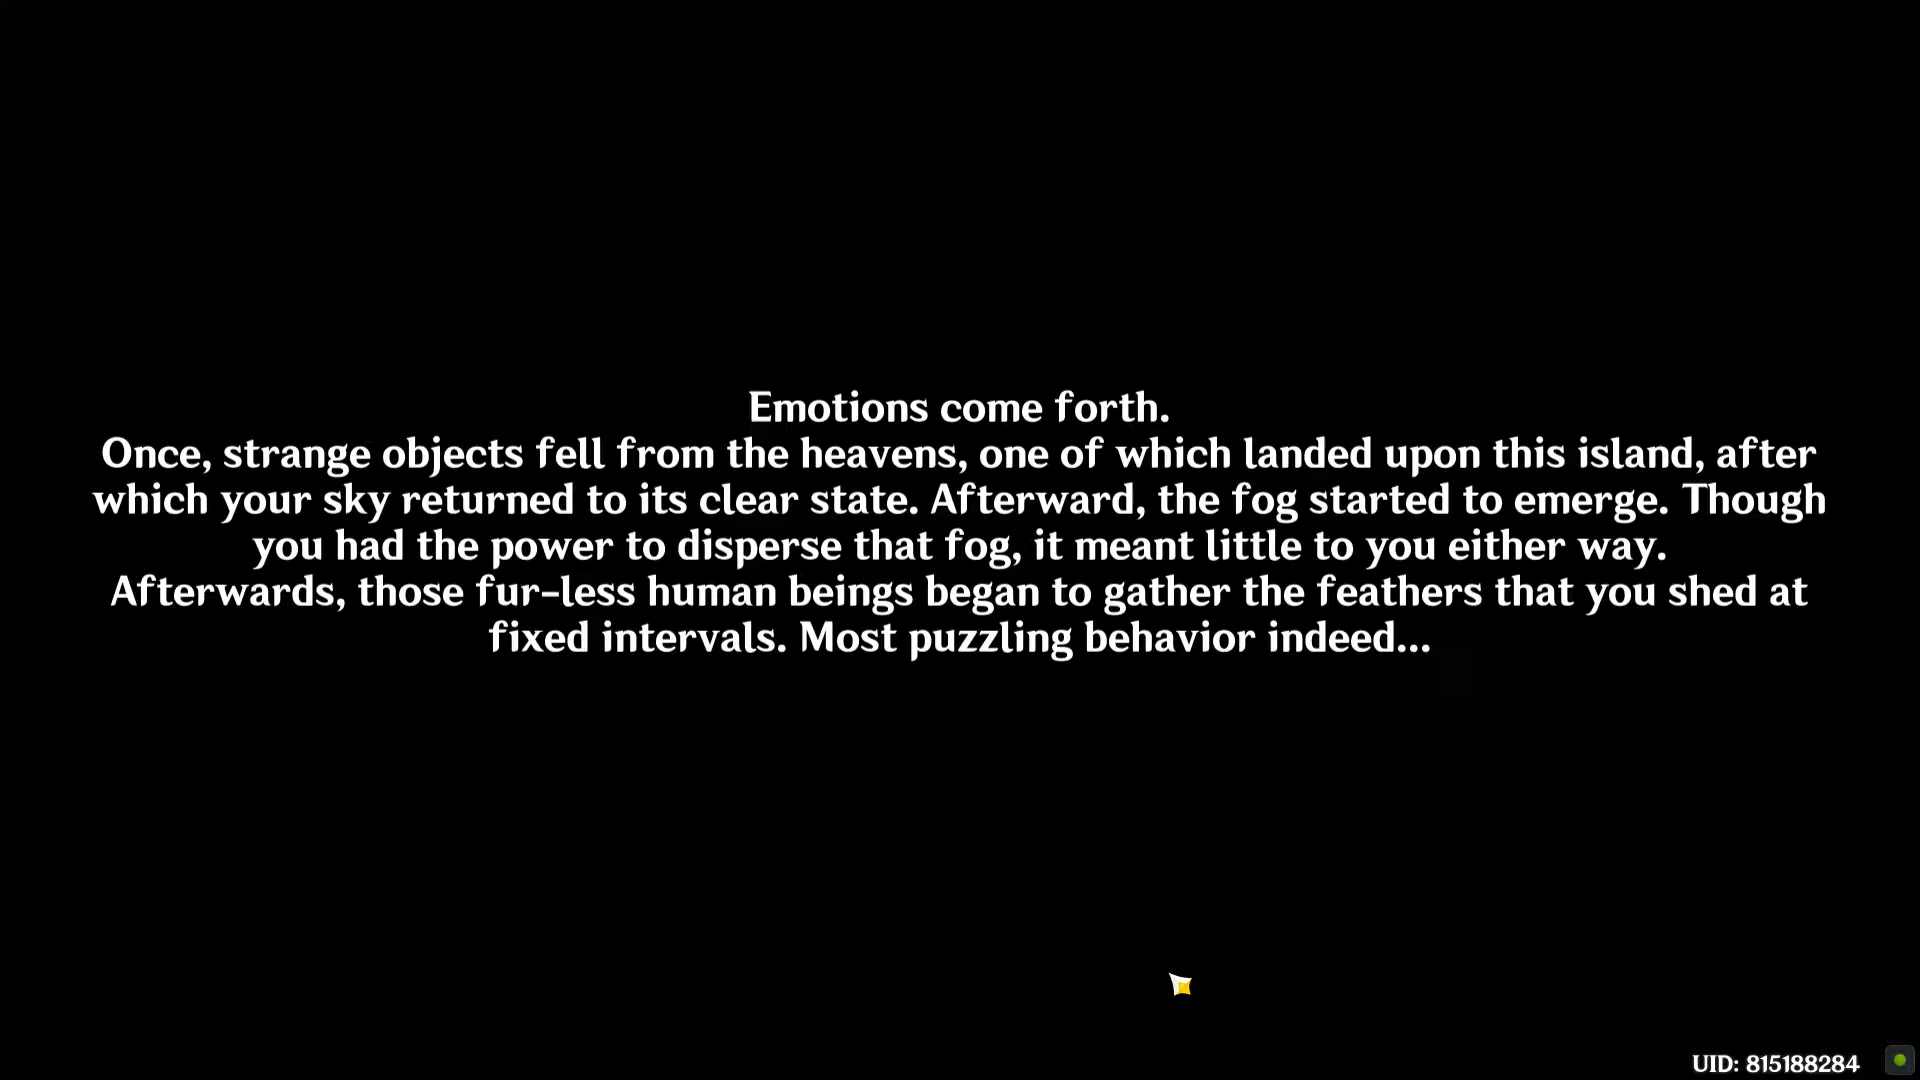 Emotions come forth.
Once, strange objects fell from the heavens, one of which landed upon this island, after
which your sky returned to its clear state. Afterward, the fog started to emerge. Though
you had the power to disperse that fog, it meant little to you either way.
Afterwards, those fur-less human beings began to gather the feathers that you shed at
fixed intervals. Most puzzling behavior indeed...
UID: 815188284